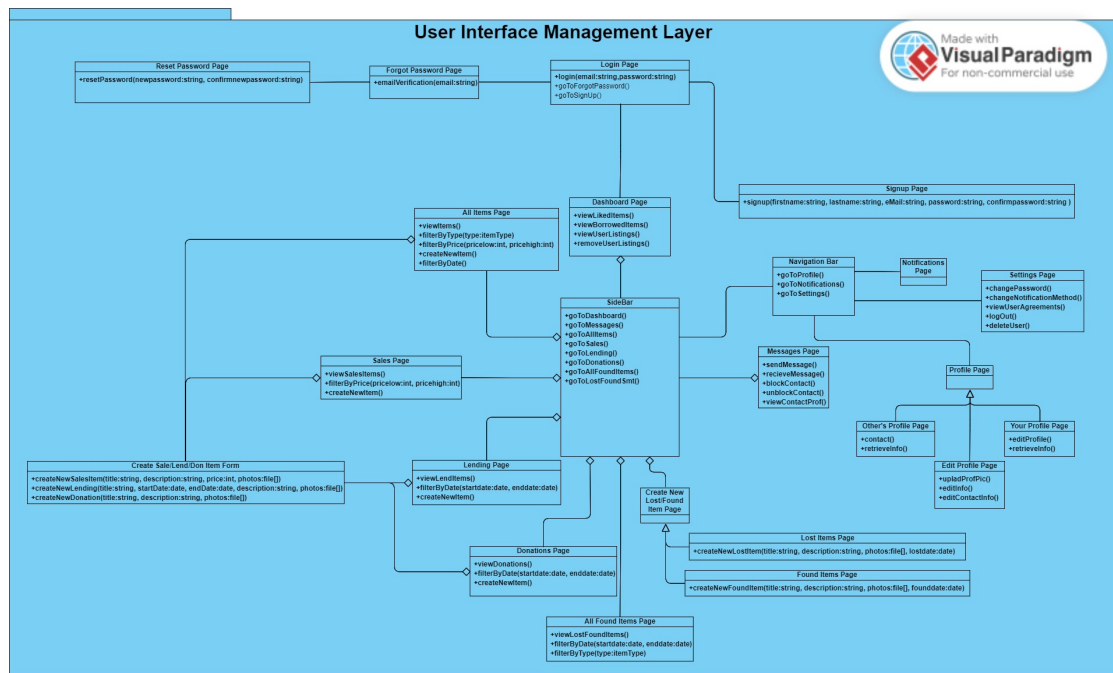 User Interface Management Layer
Made with
Visual Paradigm
For non-commercial use
Reset Password Page
+resetPassword(newpassword:string, confirmnewpassword:string)
Forgot Password Page
+emailVerification(email:string)
Login Page
+login(email:string,password:string)
+goToForgotPassword()
+goToSignUp()
Signup Page
+signup(firstname:string, lastname:string, eMail:string, password:string, confirmpassword:string )
Dashboard Page
+viewLikedItems()
+viewBorrowedItems()
+viewUserListings()
+removeUserListings()
All Items Page
+viewItems()
+filterByType(type:itemType)
+filterByPrice(pricelow:int, pricehigh:int)
+createNewItem()
+filterByDate()
Navigation Bar
+goToProfile()
+goToNotifications()
+goToSettings()
Notifications
Page
Settings Page
+changePassword()
+changeNotificationMethod()
+viewUserAgreements()
+logOut()
+deleteUser()
SideBar
+goToDashboard()
+goToMessages()
+goToAllItems()
+goToSales()
+goToLending()
+goToDonations()
+goToAllFoundItems()
+goToLostFoundSmt()
Sales Page
+viewSalesItems()
+filterByPrice(pricelow:int, pricehigh:int)
+createNewItem()
Messages Page
+sendMessage()
+recieveMessage()
+blockContact()
+unblockContact()
+viewContactProf()
Profile Page
Other's Profile Page
+contact()
+retrieveInfo()
Your Profile Page
+editProfile()
+retrieveInfo()
Edit Profile Page
+upladProfPic()
+editInfo()
+editContactInfo()
Create Sale/Lend/Don Item Form
+createNewSalesItem(title:string, description:string, price:int, photos:file[])
+createNewLending(title:string, startDate:date, endDate:date, description:string, photos:file[])
+createNewDonation(title:string, description:string, photos:file[])
Lending Page
+viewLendItems()
+filterByDate(startdate:date, enddate:date)
+createNewItem()
Create New
Lost/Found
Item Page
Lost Items Page
+createNewLostItem(title:string, description:string, photos:file[], lostdate:date)
Donations Page
+viewDonations()
+filterByDate(startdate:date, enddate:date)
+createNewItem()
Found Items Page
+createNewFoundItem(title:string, description:string, photos:file[], founddate:date)
All Found Items Page
+viewLostFoundItems()
+filterByDate(startdate:date, enddate:date)
+filterByType(type:itemType)